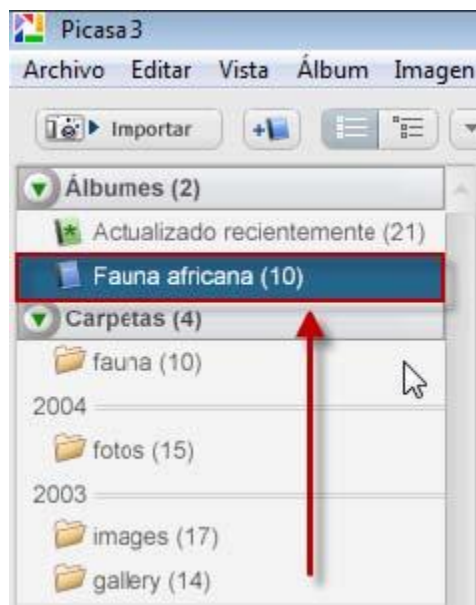 Picasa 3
Archivo Editar Vista Álbum Imagen
Importar
Álbumes (2)
Actualizado recientemente (21)
Fauna africana (10)
Carpetas (4)
fauna (10)
2004
fotos (15)
2003
images (17)
gallery (14)